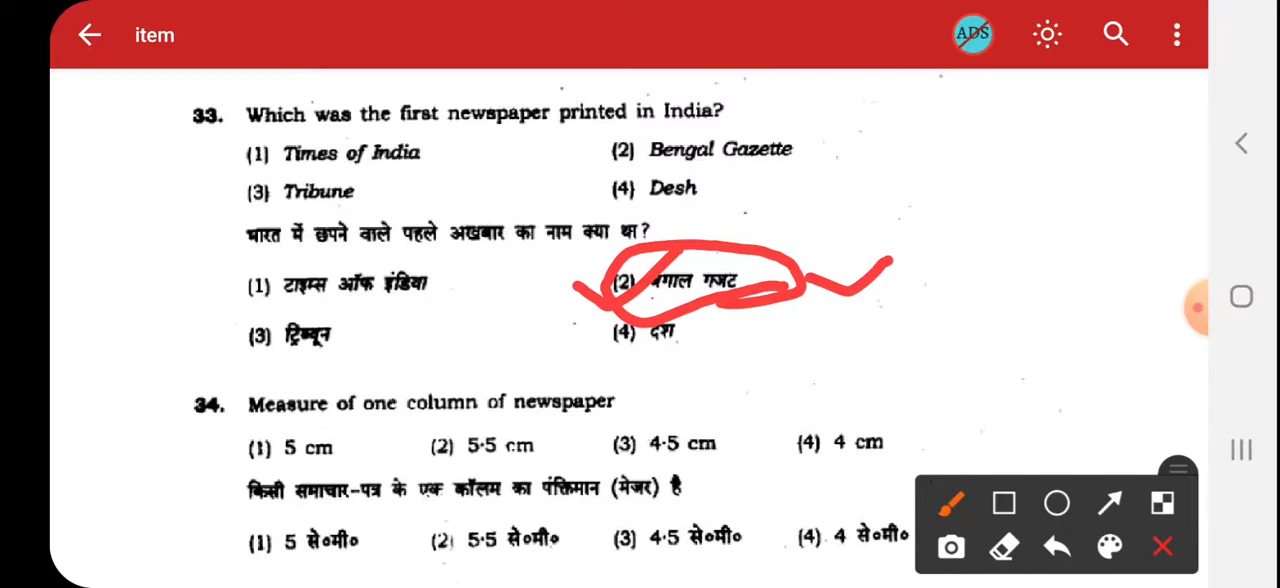 item
ADS
33. Which was the first newspaper printed in India?
(1) Times of India (2) Bengal Gazette
(3) Tribune (4) Desh
भारत में छपने वाले पहले अखबार का नाम क्या था?
(1) टाइम्स ऑफ इंडिया (2) बंगाल गजट
(3) ट्रिब्यून (4) देश
34. Measure of one column of newspaper
(1) 5 cm (2) 5·5 cm (3) 4·5 cm (4) 4 cm
किसी समाचार-पत्र के एक कॉलम का पंक्तिमान (मेजर) है
(1) 5 से०मी० (2) 5·5 से०मी० (3) 4·5 से०मी० (4) 4 से०मी०